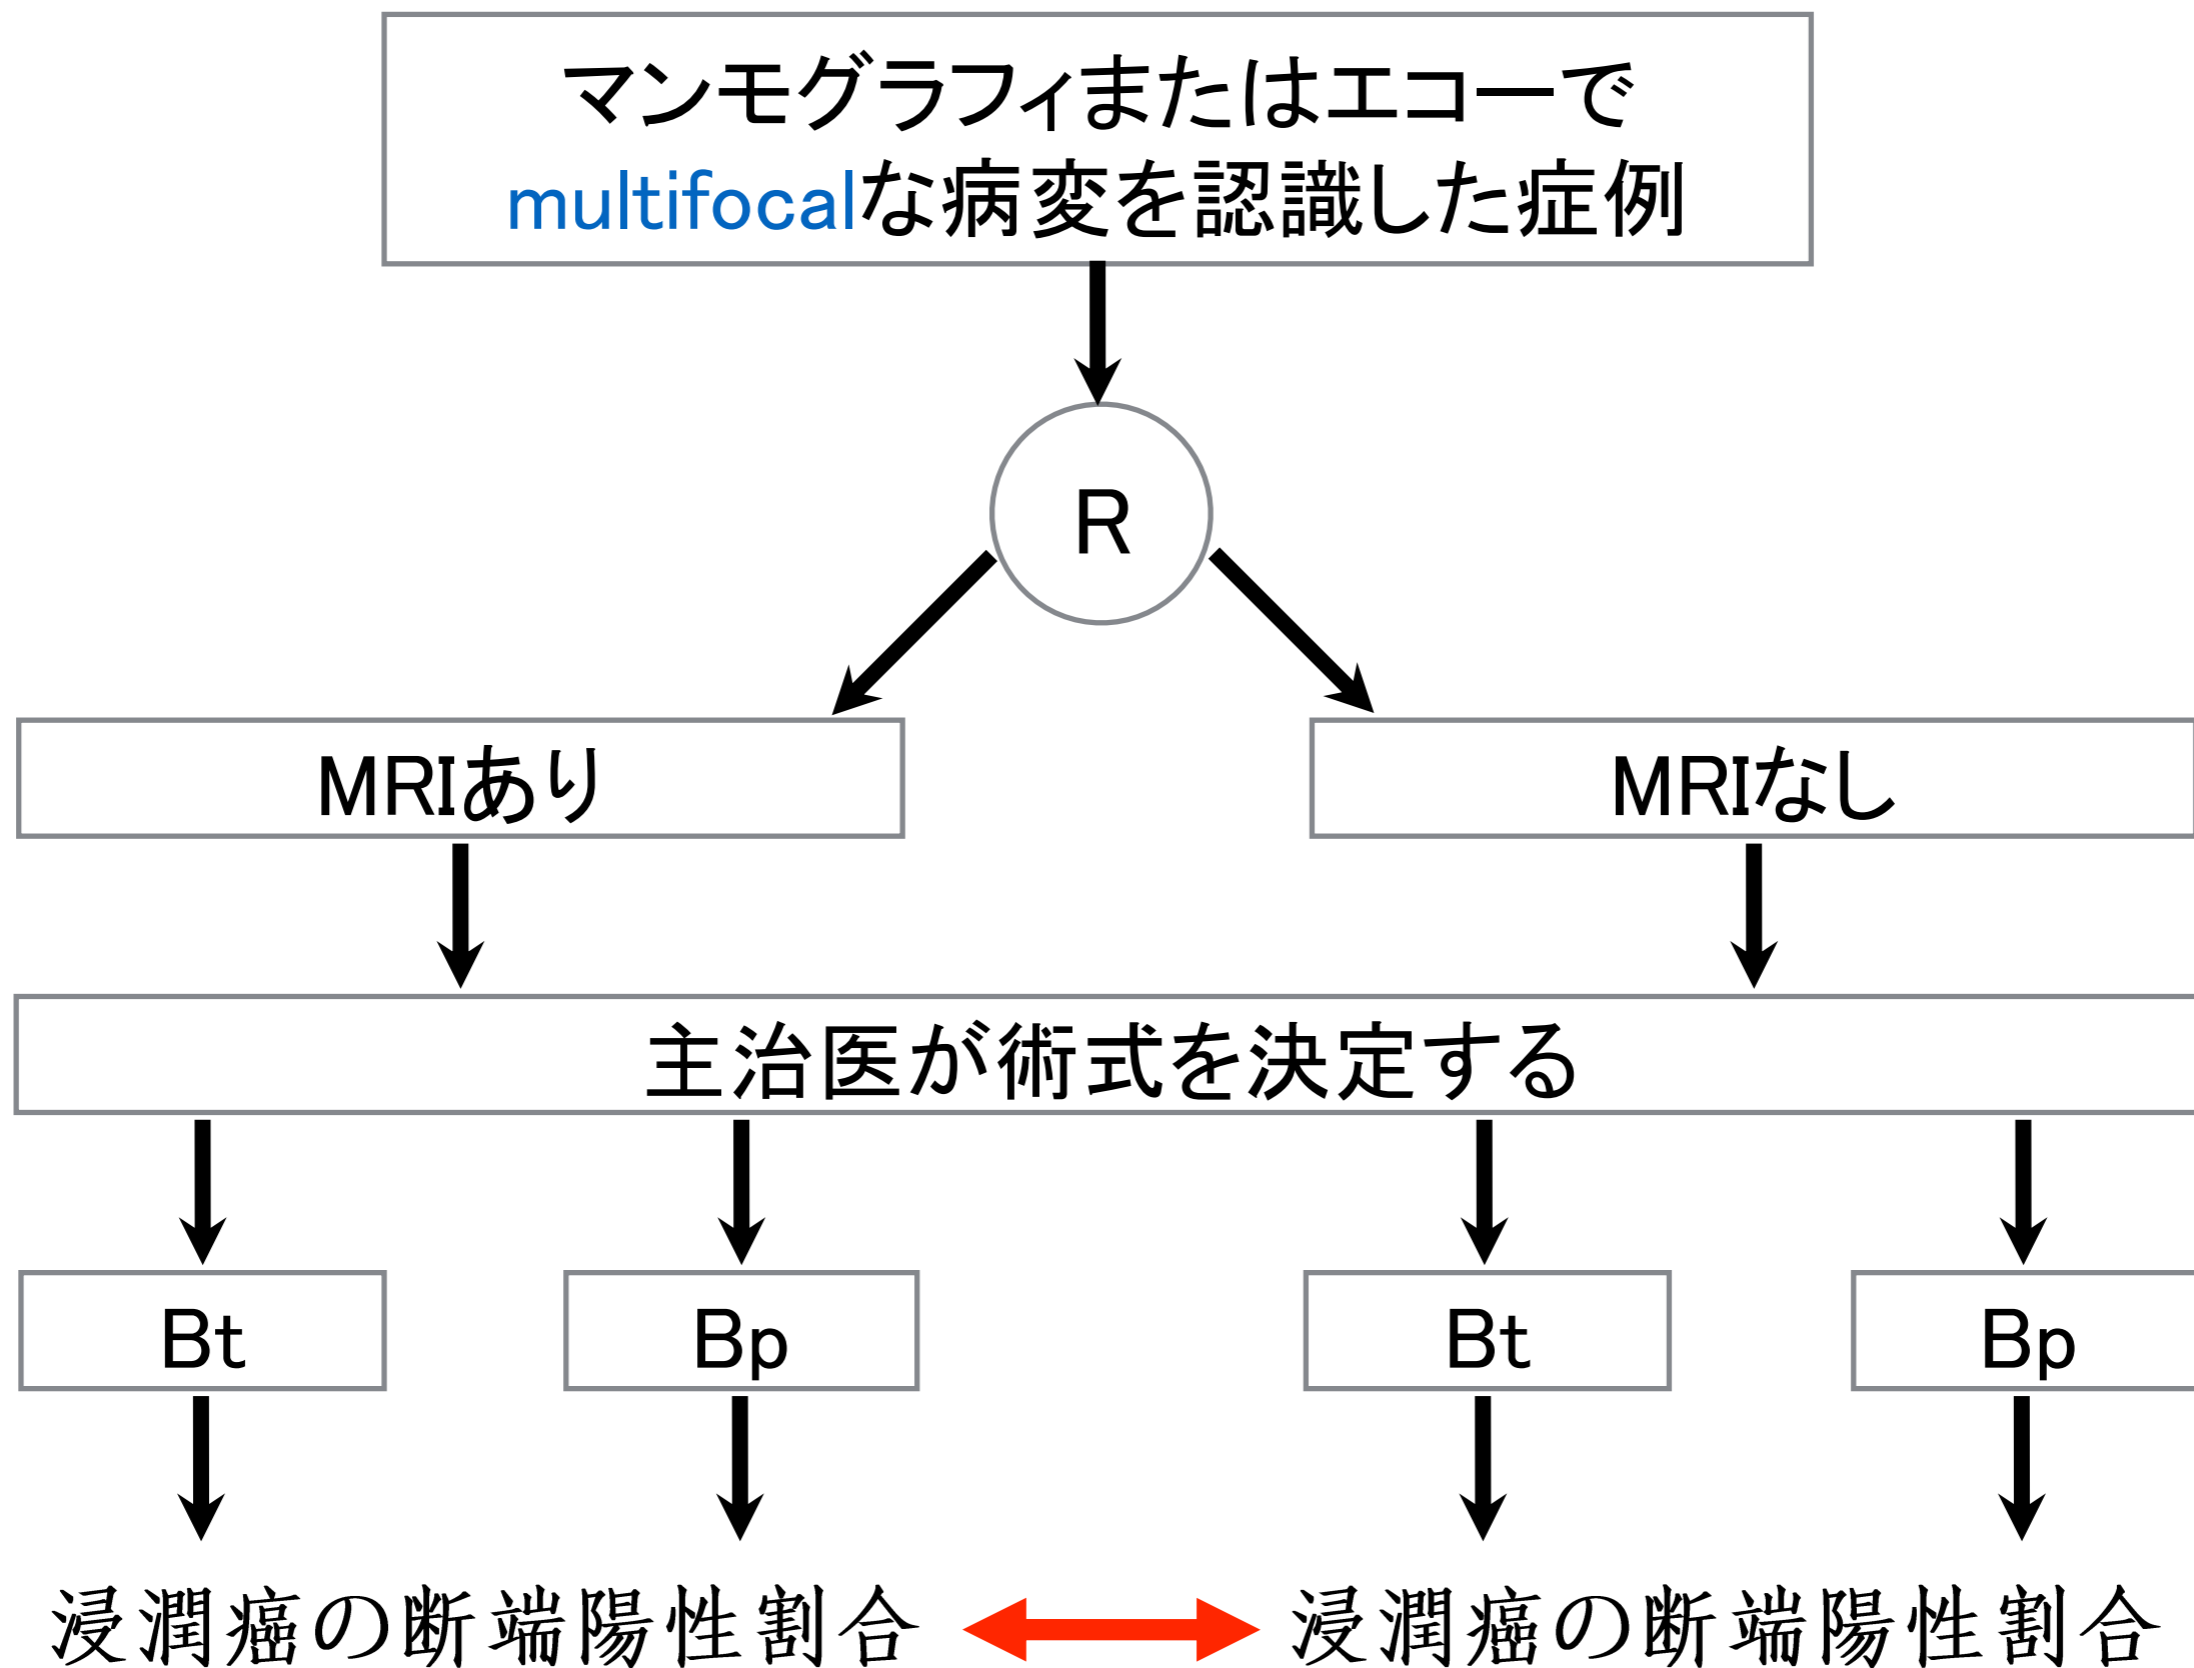 マンモグラフィまたはエコーで
multifocalな病変を認識した症例
R
MRIあり
MRIなし
主治医が術式を決定する
Bt
Bp
Bt
Bp
浸潤癌の断端陽性割合
浸潤癌の断端陽性割合